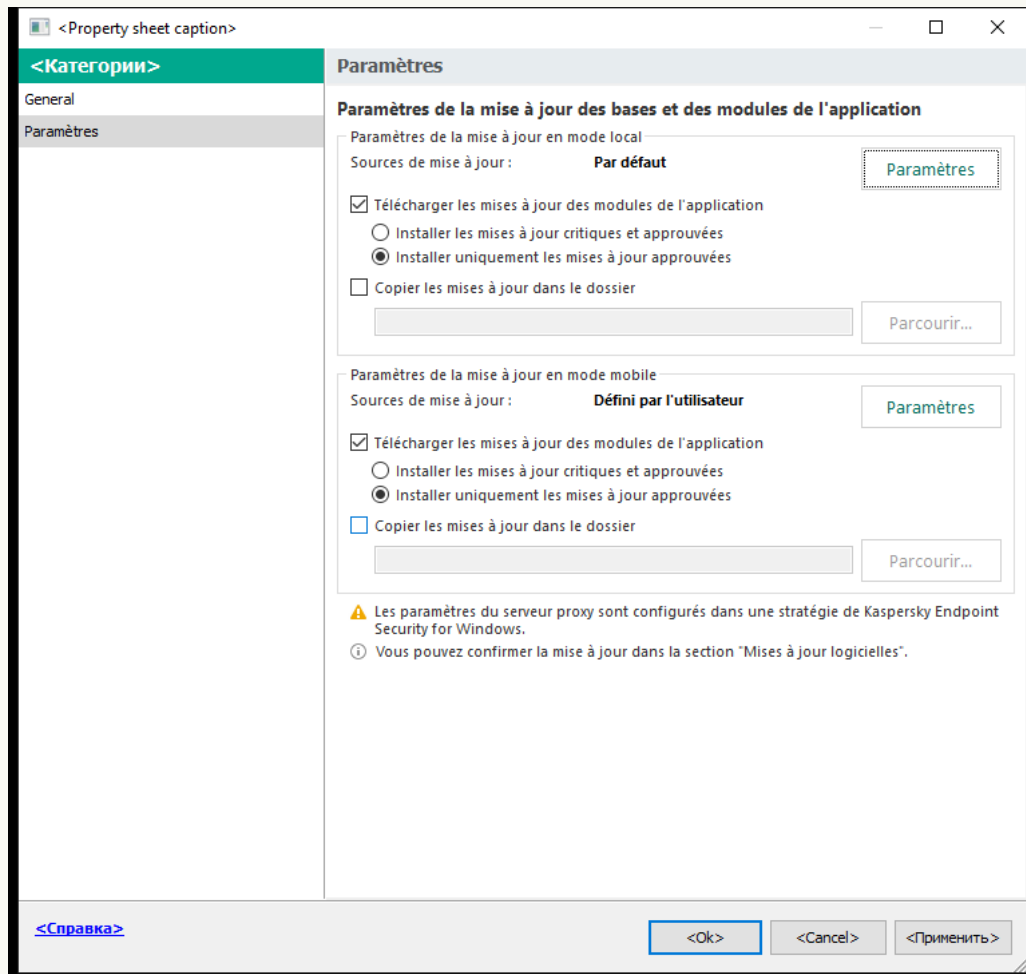 <Property sheet caption>
<Категории>
General
Paramètres
Paramètres
Paramètres de la mise à jour des bases et des modules de l'application
Paramètres de la mise à jour en mode local
Sources de mise à jour : Par défaut Paramètres
Télécharger les mises à jour des modules de l'application
Installer les mises à jour critiques et approuvées
Installer uniquement les mises à jour approuvées
Copier les mises à jour dans le dossier
Parcourir...
Paramètres de la mise à jour en mode mobile
Sources de mise à jour : Défini par l'utilisateur Paramètres
Télécharger les mises à jour des modules de l'application
Installer les mises à jour critiques et approuvées
Installer uniquement les mises à jour approuvées
Copier les mises à jour dans le dossier
Parcourir...
Les paramètres du serveur proxy sont configurés dans une stratégie de Kaspersky Endpoint
Security for Windows.
Vous pouvez confirmer la mise à jour dans la section "Mises à jour logicielles".
<Справка>
<Ok> <Cancel> <Применить>